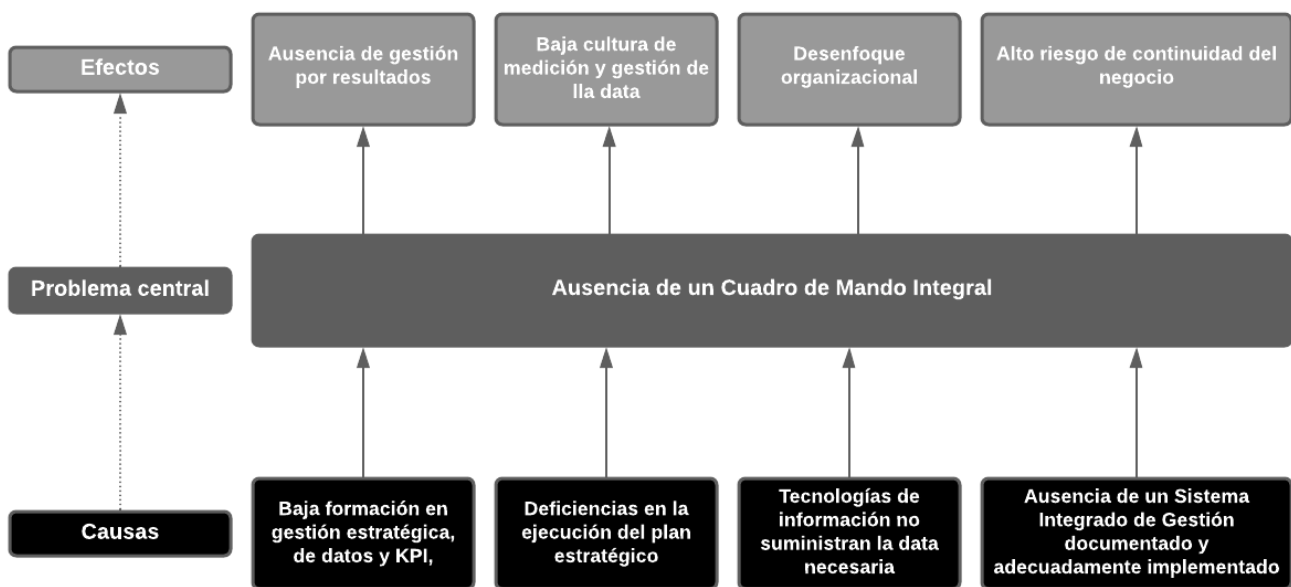 Efectos
Ausencia de gestión
por resultados
Baja cultura de
medición y gestión de
lla data
Desenfoque
organizacional
Alto riesgo de continuidad del
negocio
Problema central
Ausencia de un Cuadro de Mando Integral
Causas
Baja formación en
gestión estratégica,
de datos y KPI,
Deficiencias en la
ejecución del plan
estratégico
Tecnologías de
información no
suministran la data
necesaria
Ausencia de un Sistema
Integrado de Gestión
documentado y
adecuadamente implementado